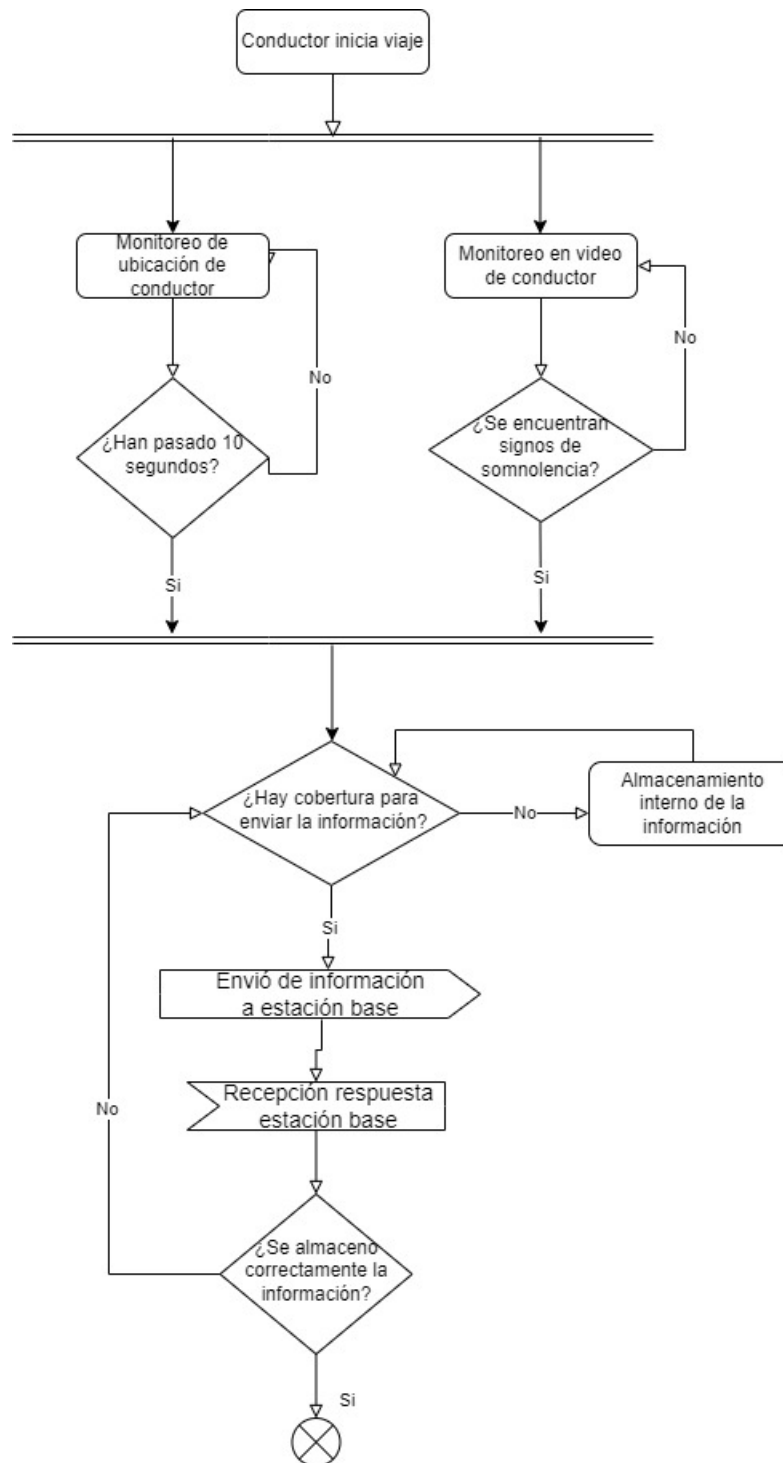 Conductor inicia viaje
Monitoreo de
ubicación de
conductor
Monitoreo en video
de conductor
No
No
¿Han pasado 10
segundos?
¿Se encuentran
signos de
somnolencia?
Si
Si
¿Hay cobertura para
enviar la información?
No
Almacenamiento
interno de la
información
Si
Envió de información
a estación base
No
Recepción respuesta
estación base
¿Se almaceno
correctamente la
información?
Si